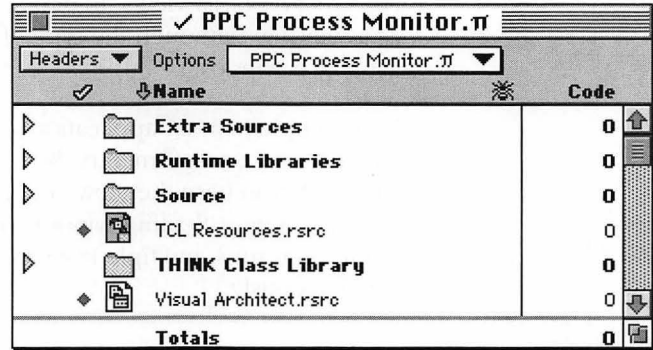 ✓ PPC Process Monitor.π
Headers ▼ Options PPC Process Monitor.π ▼
Name Code
Extra Sources 0
Runtime Libraries 0
Source 0
TCL Resources.rsrc 0
THINK Class Library 0
Visual Architect.rsrc 0
Totals 0